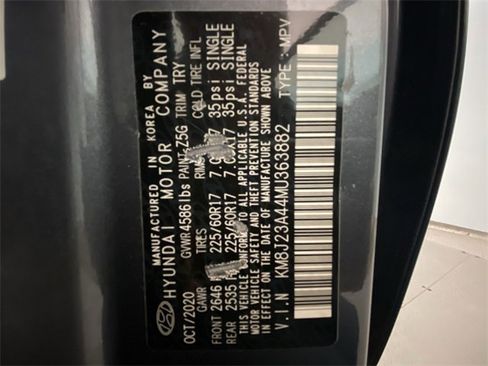 MANUFACTURED IN KOREA BY
HYUNDAI MOTOR COMPANY
OCT/2020 GVWR 4586 lbs PAINT Z5G TRIM TRY
GAWR TIRES RIMS COLD TIRE INFL
FRONT 2646 225/60R17 35psi SINGLE
REAR 2535 225/60R17 35psi SINGLE
THIS VEHICLE CONFORMS TO ALL APPLICABLE U.S.A. FEDERAL
MOTOR VEHICLE SAFETY AND THEFT PREVENTION STANDARDS
IN EFFECT ON THE DATE OF MANUFACTURE SHOWN ABOVE
V.I.N KM8J23A44MU363882 TYPE: MPV